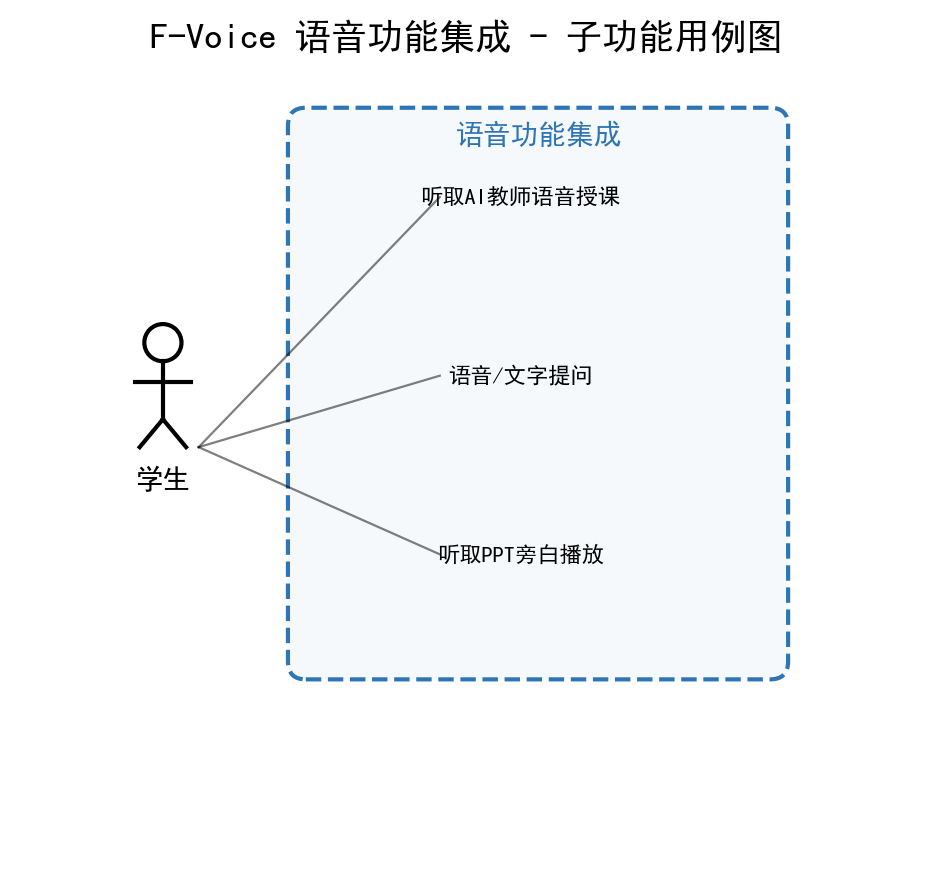 F-Voice 语音功能集成 - 子功能用例图
语音功能集成
听取AI教师语音授课
语音/文字提问
学生
听取PPT旁白播放